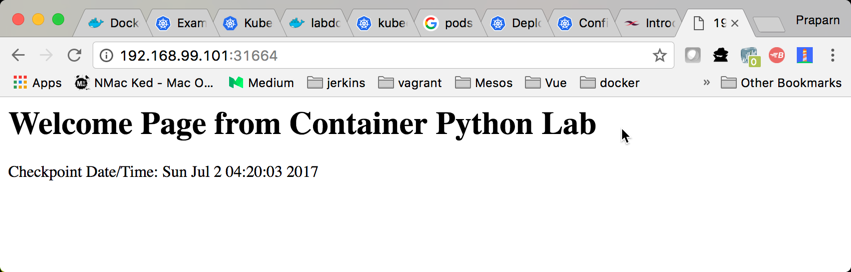 Dock
Exam
Kube
labdo
kube
pods
Deplo
Confi
Introd
19
Praparn
192.168.99.101:31664
0
Apps
NMac Ked - Mac O...
Medium
jerkins
vagrant
Mesos
Vue
docker
»
Other Bookmarks
Welcome Page from Container Python Lab
Checkpoint Date/Time: Sun Jul 2 04:20:03 2017